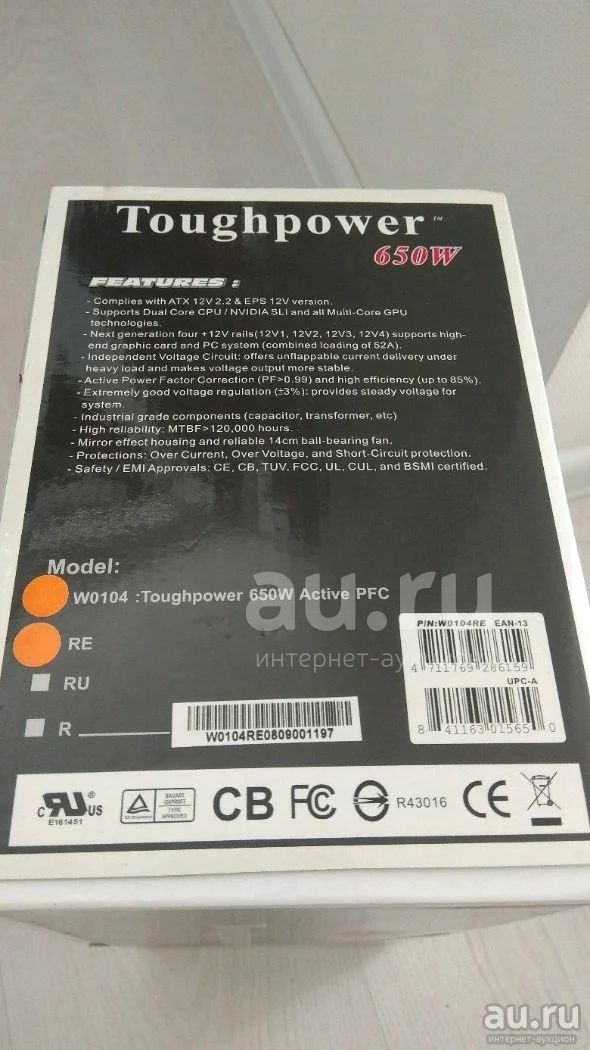 Toughpower™
650W
FEATURES :
- Complies with ATX 12V 2.2 & EPS 12V version.
- Supports Dual Core CPU / NVIDIA SLI and all Multi-Core GPU
technologies.
- Next generation four +12V rails(12V1, 12V2, 12V3, 12V4) supports high-
end graphic card and PC system (combined loading of 52A).
- Independent Voltage Circuit: offers unflappable current delivery under
heavy load and makes voltage output more stable.
- Active Power Factor Correction (PF>0.99) and high efficiency (up to 85%).
- Extremely good voltage regulation (±3%): provides steady voltage for
system.
- Industrial grade components (capacitor, transformer, etc)
- High reliability: MTBF>120,000 hours.
- Mirror effect housing and reliable 14cm ball-bearing fan.
- Protections: Over Current, Over Voltage, and Short-Circuit protection.
- Safety / EMI Approvals: CE, CB, TUV, FCC, UL, CUL, and BSMI certified.
Model:
W0104 :Toughpower 650W Active PFC
RE
RU
R
W0104RE0809001197
P/N:W0104RE EAN-13
4 711769 286159
UPC-A
8 41163 01565 0
c RU® US
E161451
BAUART
GEPRÜFT
TYPE
APPROVED
CB FC R43016 CE
au.ru
интернет-аукцион
au.ru
интернет-аукцион